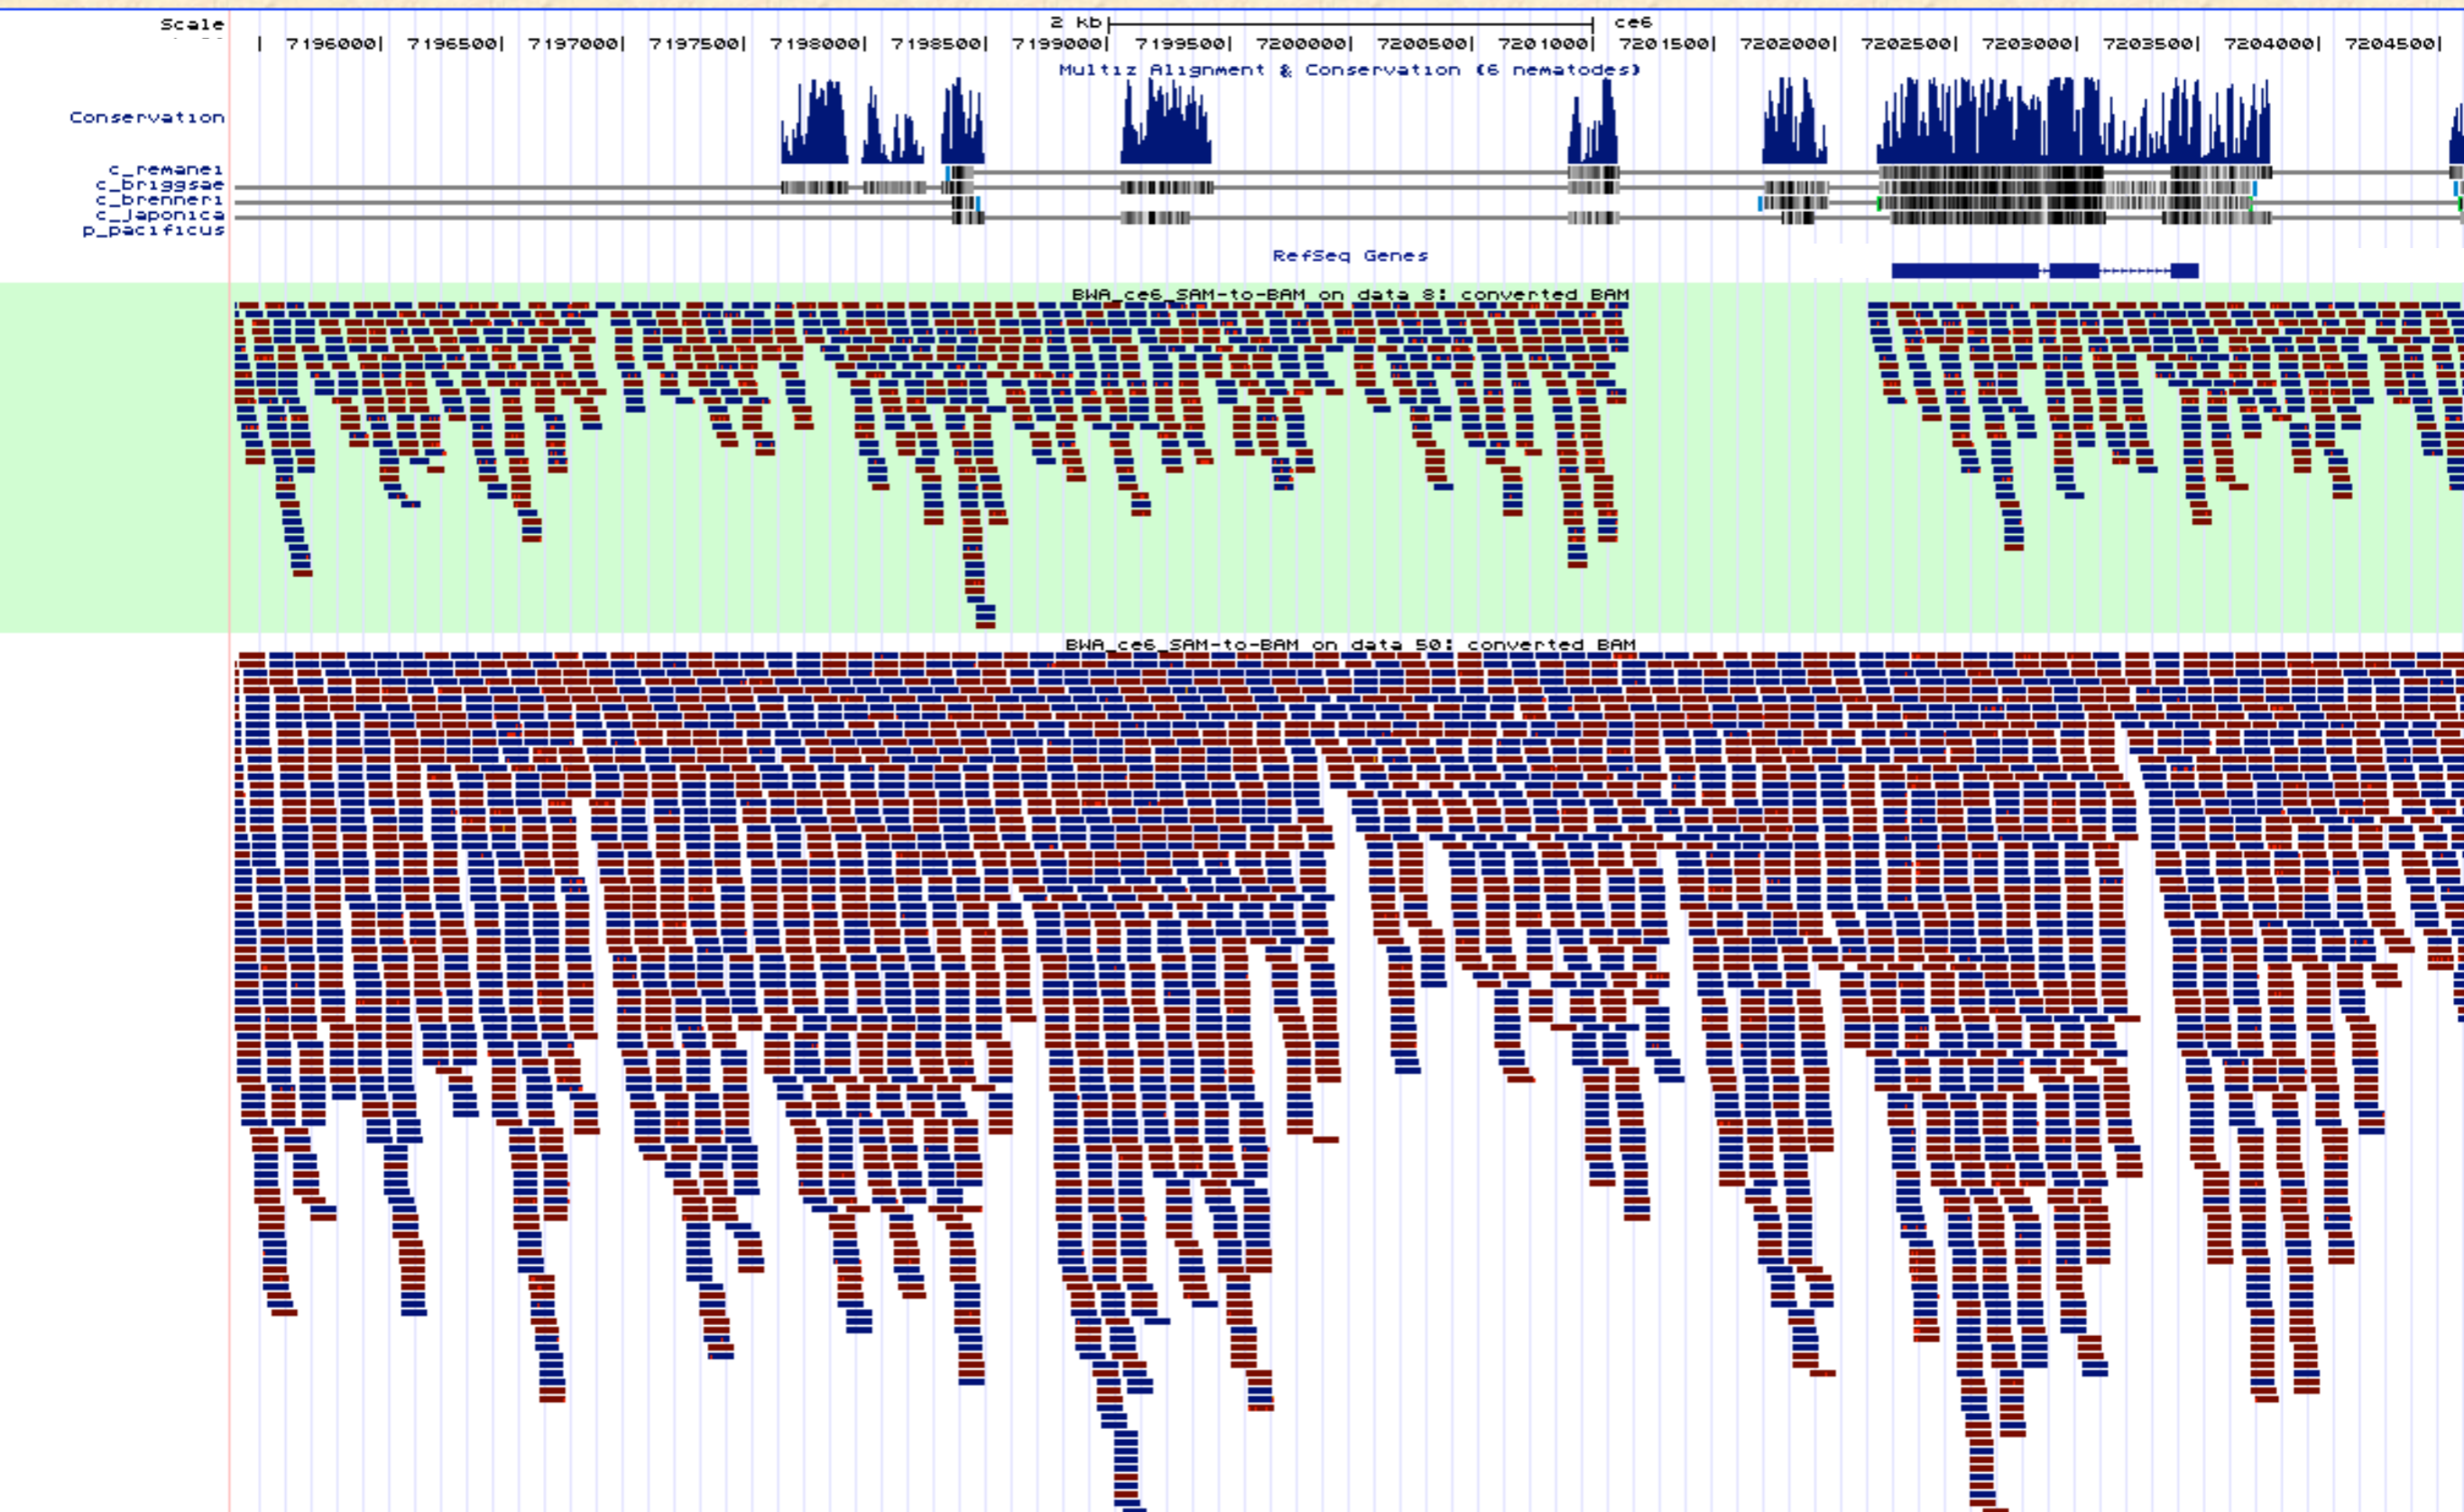 Scale 2 kb ce6
7196000| 7196500| 7197000| 7197500| 7198000| 7198500| 7199000| 7199500| 7200000| 7200500| 7201000| 7201500| 7202000| 7202500| 7203000| 7203500| 7204000| 7204500|
Multiz Alignment & Conservation (6 nematodes)
Conservation
c_remanei
c_briggsae
c_brenneri
c_japonica
p_pacificus
RefSeq Genes
BWA_ce6_SAM-to-BAM on data 8: converted BAM
BWA_ce6_SAM-to-BAM on data 50: converted BAM